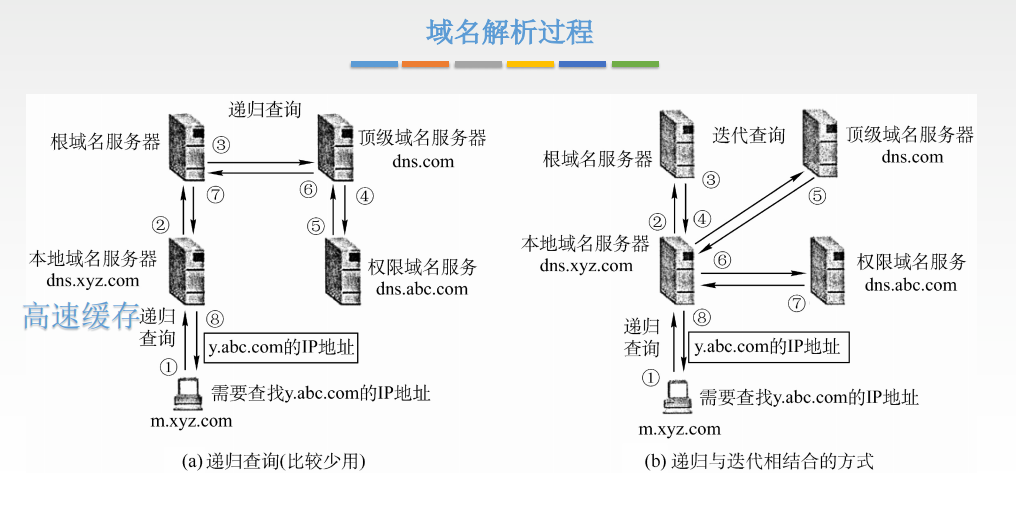 域名解析过程
递归查询
根域名服务器
③
顶级域名服务器
dns.com
⑥
④
⑦
②
⑤
本地域名服务器
dns.xyz.com
权限域名服务
dns.abc.com
高速缓存
递归
查询
⑧
y.abc.com的IP地址
①
需要查找y.abc.com的IP地址
m.xyz.com
(a) 递归查询(比较少用)
迭代查询
根域名服务器
顶级域名服务器
dns.com
③
⑤
②
④
本地域名服务器
dns.xyz.com
⑥
权限域名服务
dns.abc.com
⑦
递归
查询
⑧
y.abc.com的IP地址
①
需要查找y.abc.com的IP地址
m.xyz.com
(b) 递归与迭代相结合的方式